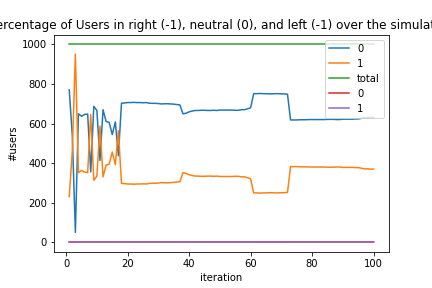 ercentage of Users in right (-1), neutral (0), and left (-1) over the simulat
1000
800
600
400
200
0
#users
0
1
total
0
1
0 20 40 60 80 100
iteration